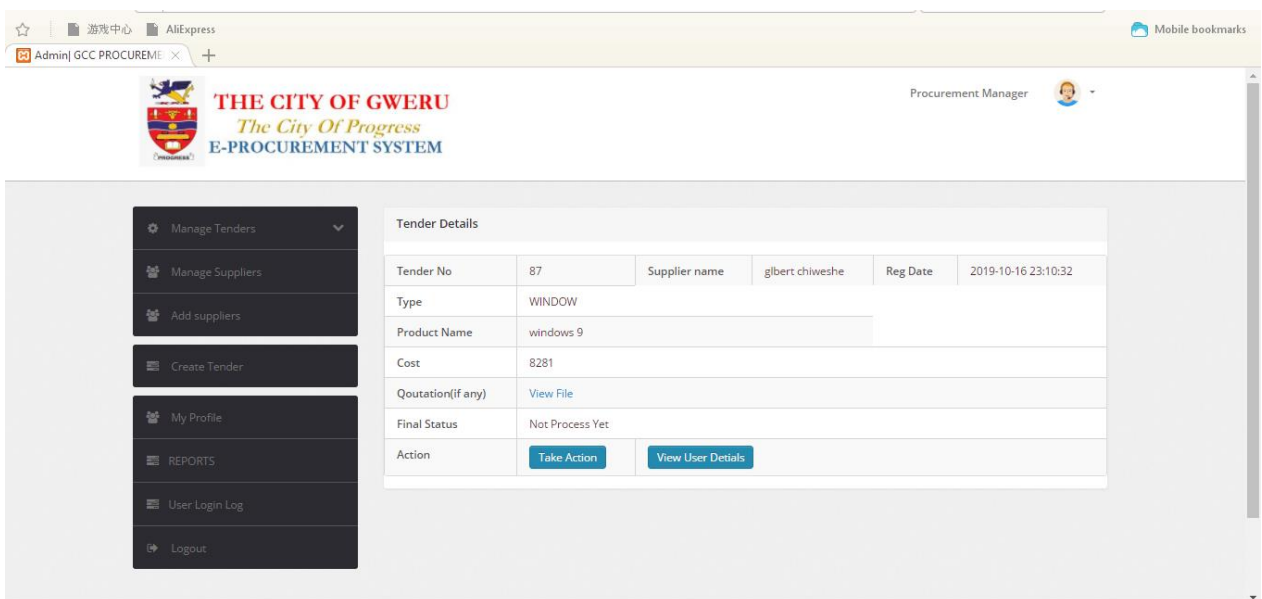 游戏中心 AliExpress Mobile bookmarks
Admin| GCC PROCUREME
THE CITY OF GWERU
The City Of Progress
E-PROCUREMENT SYSTEM
PROGRESS
Procurement Manager
Manage Tenders
Manage Suppliers
Add suppliers
Create Tender
My Profile
REPORTS
User Login Log
Logout
Tender Details
Tender No 87 Supplier name glbert chiweshe Reg Date 2019-10-16 23:10:32
Type WINDOW
Product Name windows 9
Cost 8281
Qoutation(if any) View File
Final Status Not Process Yet
Action Take Action View User Detials